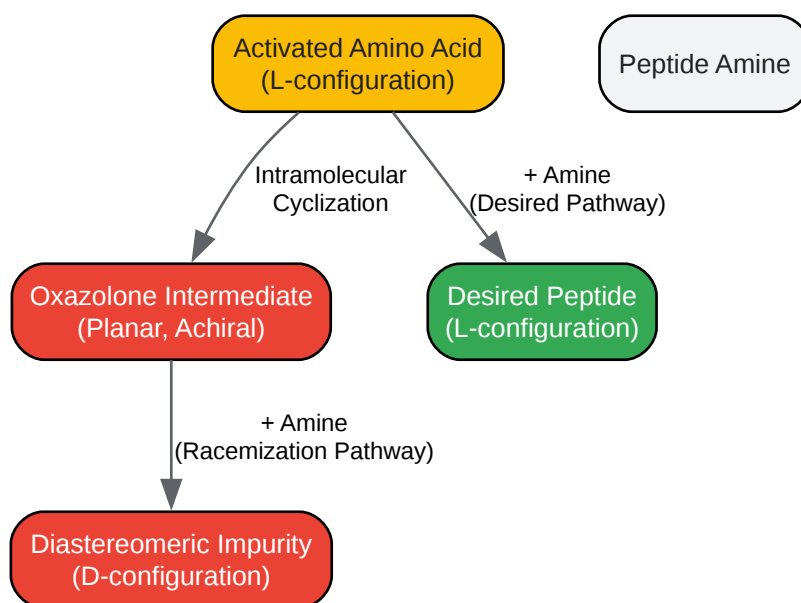 Activated Amino Acid
(L-configuration)
Peptide Amine
Intramolecular
Cyclization
+ Amine
(Desired Pathway)
Oxazolone Intermediate
(Planar, Achiral)
Desired Peptide
(L-configuration)
+ Amine
(Racemization Pathway)
Diastereomeric Impurity
(D-configuration)